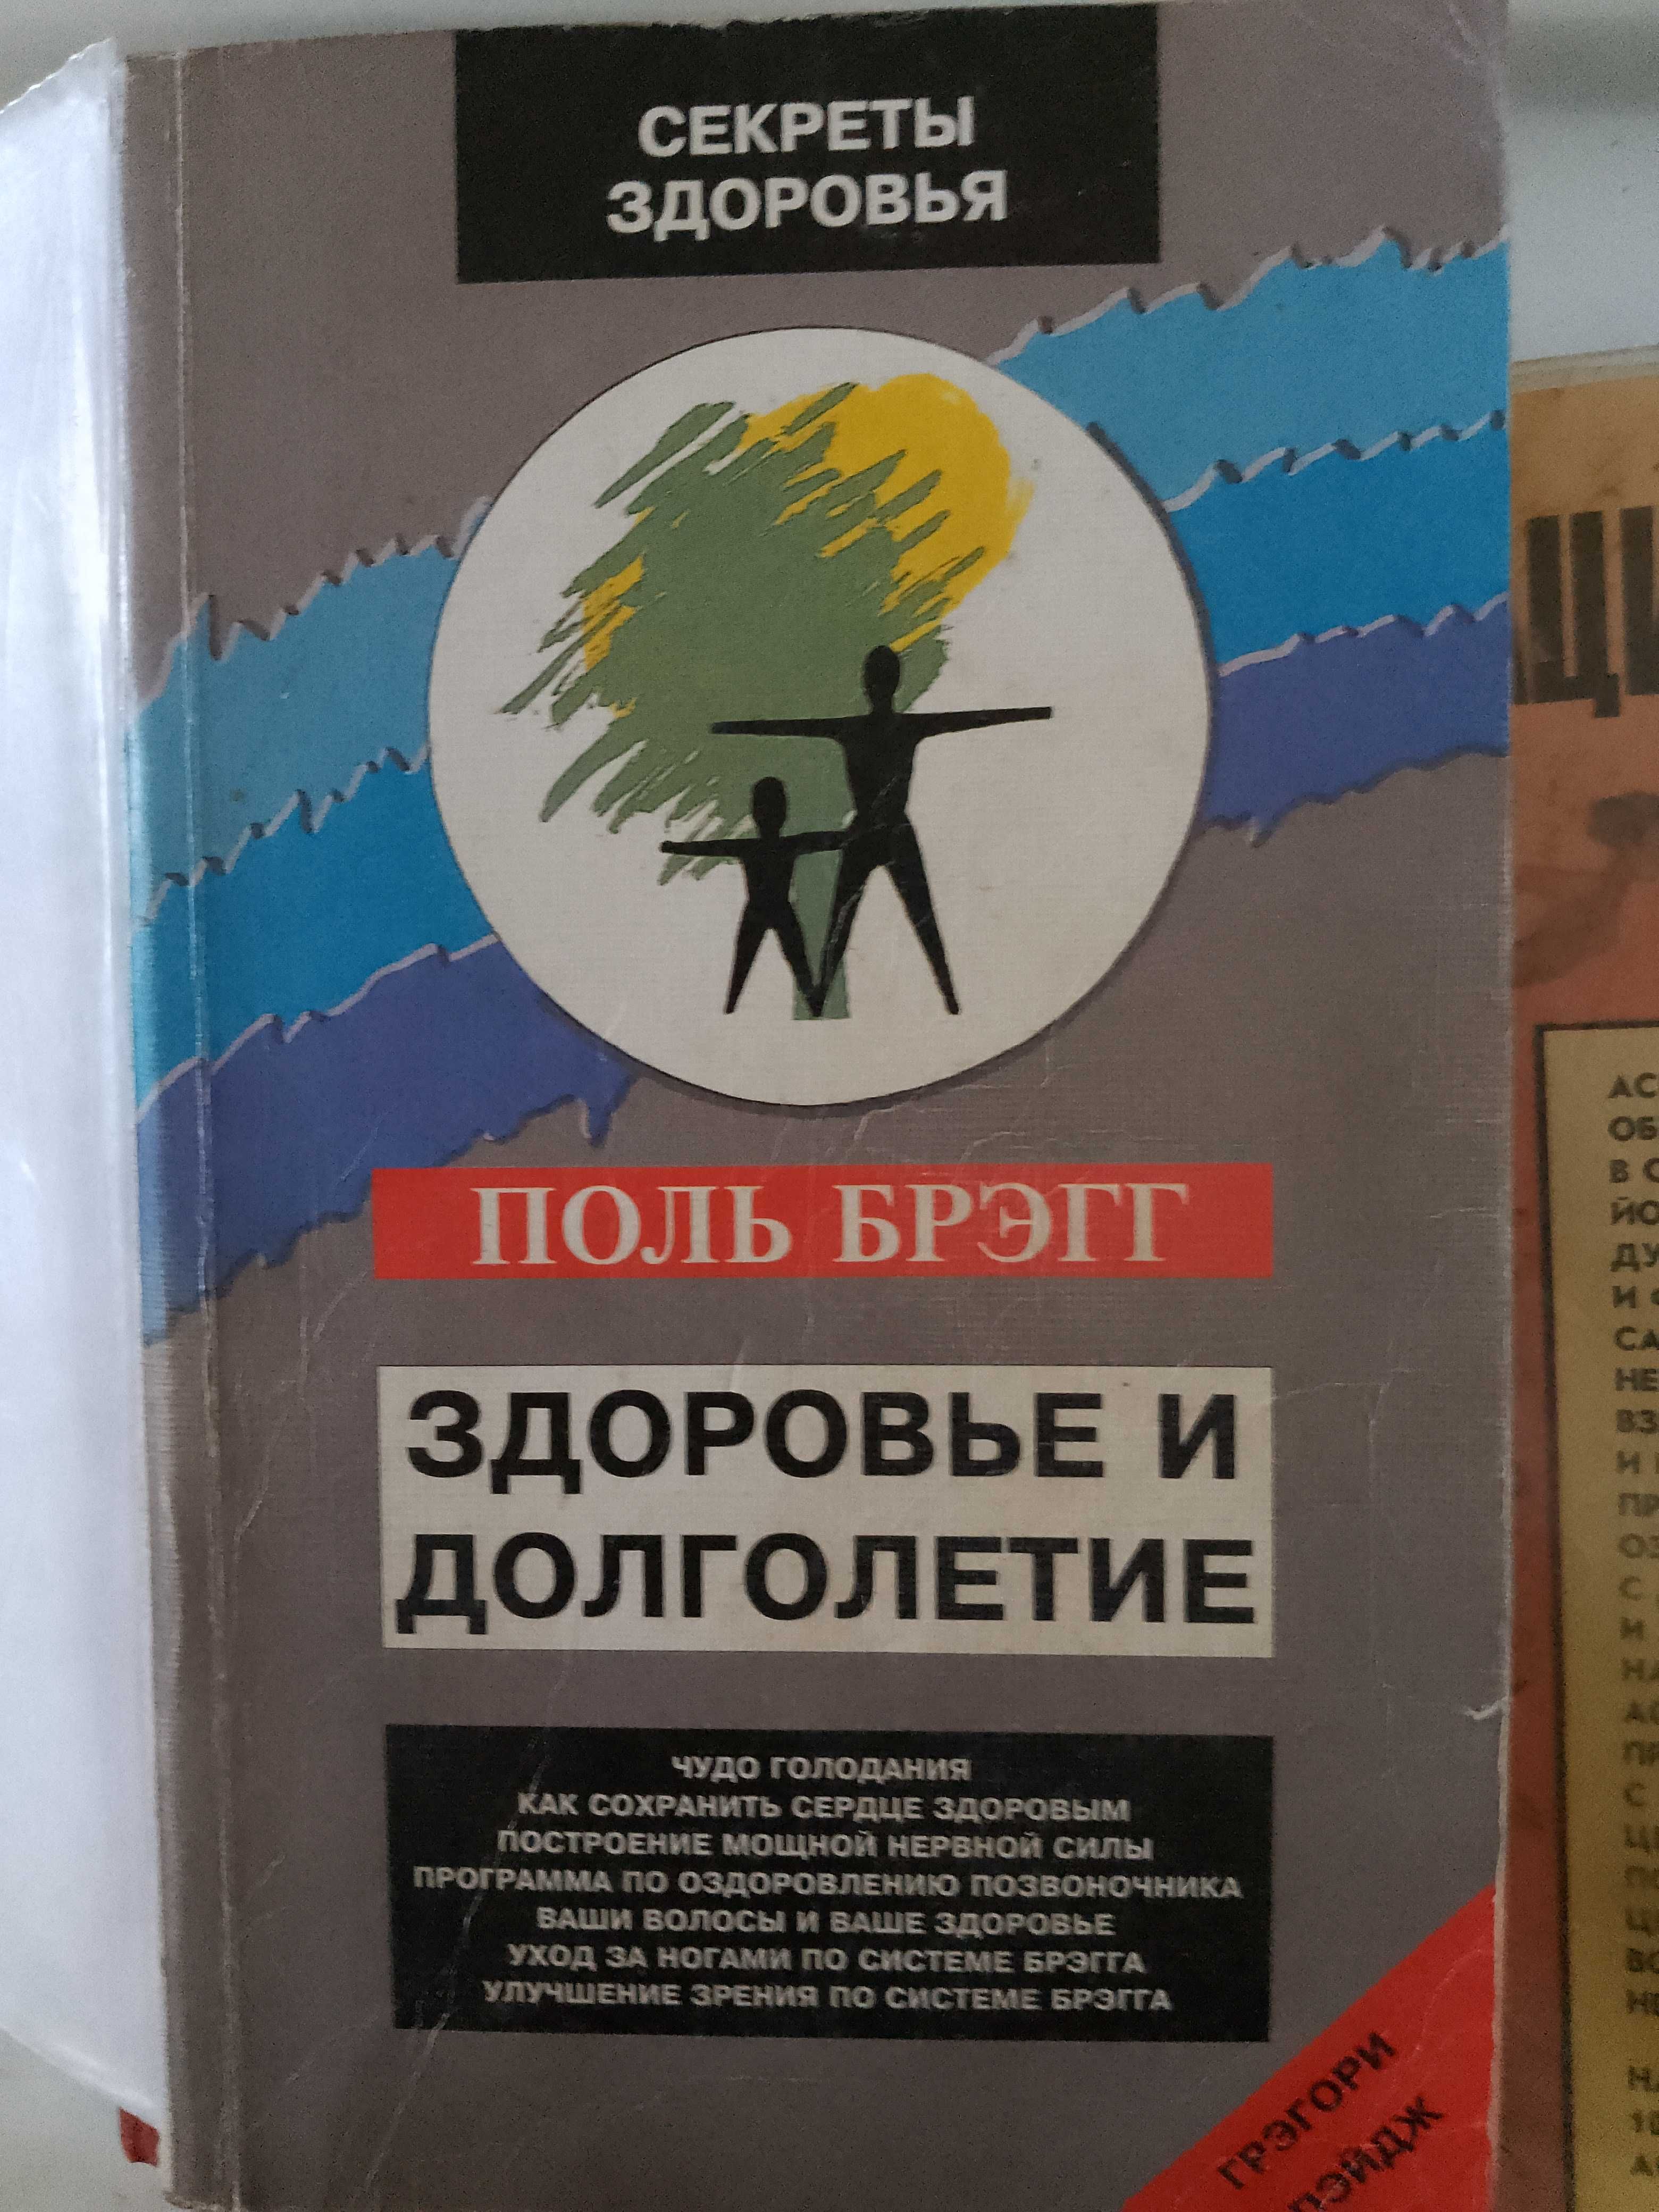 СЕКРЕТЫ
ЗДОРОВЬЯ
ПОЛЬ БРЭГГ
ЗДОРОВЬЕ И
ДОЛГОЛЕТИЕ
ЧУДО ГОЛОДАНИЯ
КАК СОХРАНИТЬ СЕРДЦЕ ЗДОРОВЫМ
ПОСТРОЕНИЕ МОЩНОЙ НЕРВНОЙ СИЛЫ
ПРОГРАММА ПО ОЗДОРОВЛЕНИЮ ПОЗВОНОЧНИКА
ВАШИ ВОЛОСЫ И ВАШЕ ЗДОРОВЬЕ
УХОД ЗА НОГАМИ ПО СИСТЕМЕ БРЭГГА
УЛУЧШЕНИЕ ЗРЕНИЯ ПО СИСТЕМЕ БРЭГГА
ГРЭГОРИ
ПЭЙДЖ